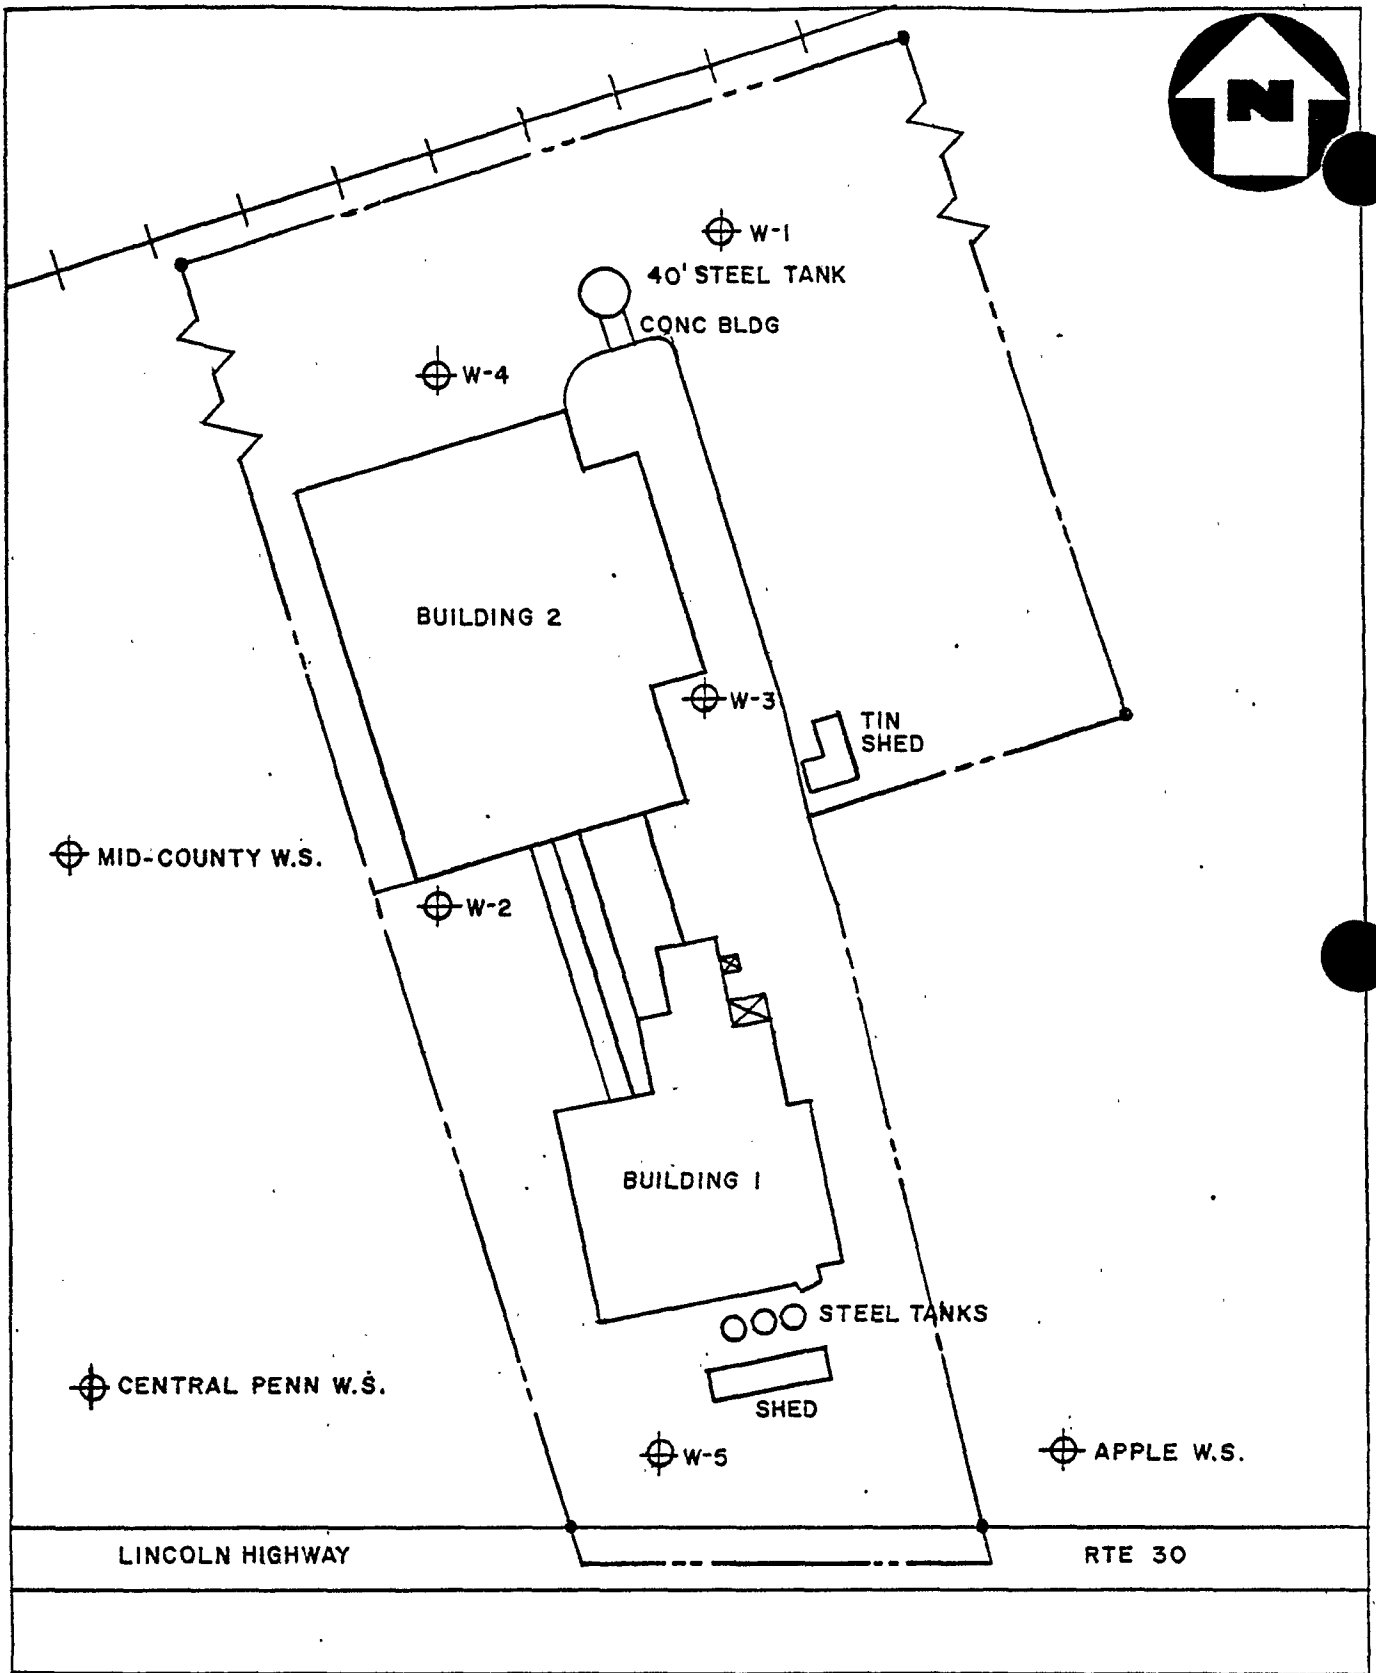 N
W-1
40' STEEL TANK
CONC BLDG
W-4
BUILDING 2
W-3
TIN
SHED
MID-COUNTY W.S.
W-2
BUILDING 1
STEEL TANKS
CENTRAL PENN W.S.
SHED
W-5
APPLE W.S.
LINCOLN HIGHWAY
RTE 30